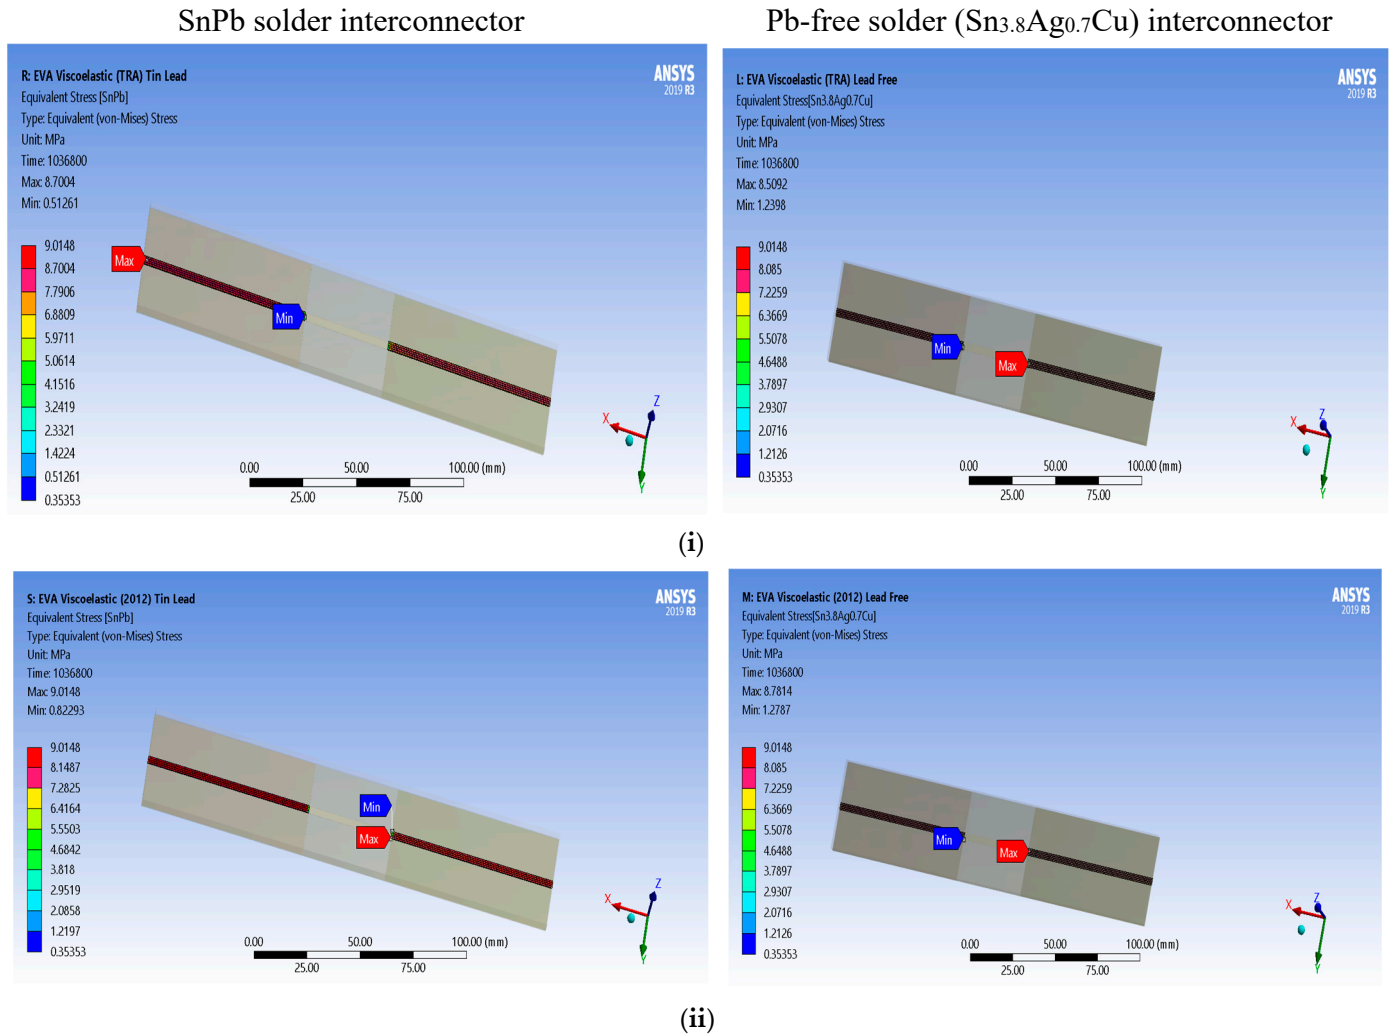 SnPb solder interconnector
Pb-free solder (Sn3.8Ag0.7Cu) interconnector
R: EVA Viscoelastic (TRA) Tin Lead
Equivalent Stress [SnPb]
Type: Equivalent (von-Mises) Stress
Unit: MPa
Time: 1036800
Max: 8.7004
Min: 0.51261
ANSYS
2019 R3
9.0148
8.7004
7.7906
6.8809
5.9711
5.0614
4.1516
3.2419
2.3321
1.4224
0.51261
0.35353
Max
Min
0.00 50.00 100.00 (mm)
25.00 75.00
X
Z
Y
L: EVA Viscoelastic (TRA) Lead Free
Equivalent Stress[Sn3.8Ag0.7Cu]
Type: Equivalent (von-Mises) Stress
Unit: MPa
Time: 1036800
Max: 8.5092
Min: 1.2398
ANSYS
2019 R3
9.0148
8.085
7.2259
6.3669
5.5078
4.6488
3.7897
2.9307
2.0716
1.2126
0.35353
Min
Max
0.00 50.00 100.00 (mm)
25.00 75.00
X
Z
Y
(i)
S: EVA Viscoelastic (2012) Tin Lead
Equivalent Stress [SnPb]
Type: Equivalent (von-Mises) Stress
Unit: MPa
Time: 1036800
Max: 9.0148
Min: 0.82293
ANSYS
2019 R3
9.0148
8.1487
7.2825
6.4164
5.5503
4.6842
3.818
2.9519
2.0858
1.2197
0.35353
Min
Max
0.00 50.00 100.00 (mm)
25.00 75.00
X
Z
Y
M: EVA Viscoelastic (2012) Lead Free
Equivalent Stress[Sn3.8Ag0.7Cu]
Type: Equivalent (von-Mises) Stress
Unit: MPa
Time: 1036800
Max: 8.7814
Min: 1.2787
ANSYS
2019 R3
9.0148
8.085
7.2259
6.3669
5.5078
4.6488
3.7897
2.9307
2.0716
1.2126
0.35353
Min
Max
0.00 50.00 100.00 (mm)
25.00 75.00
X
Z
Y
(ii)